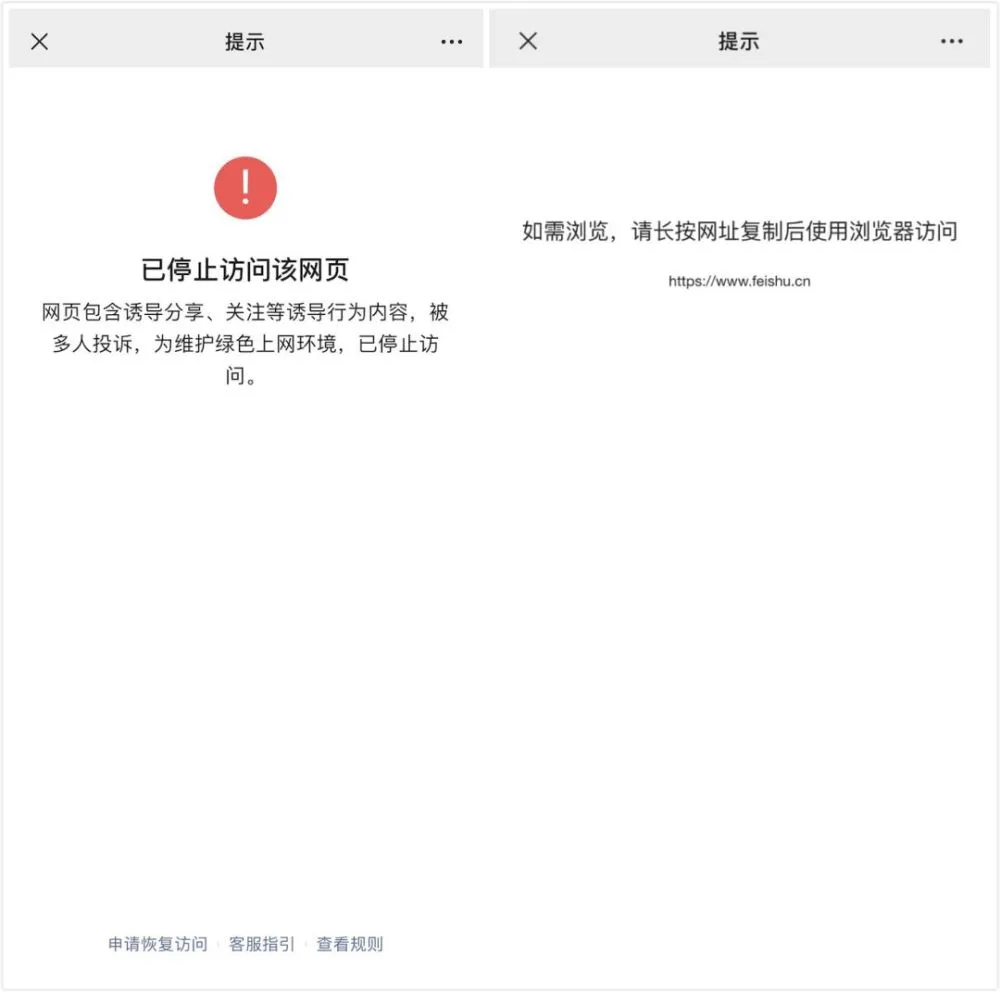 提示
已停止访问该网页
网页包含诱导分享、关注等诱导行为内容，被
多人投诉，为维护绿色上网环境，已停止访
问。
申请恢复访问
客服指引
查看规则
提示
如需浏览，请长按网址复制后使用浏览器访问
https://www.feishu.cn